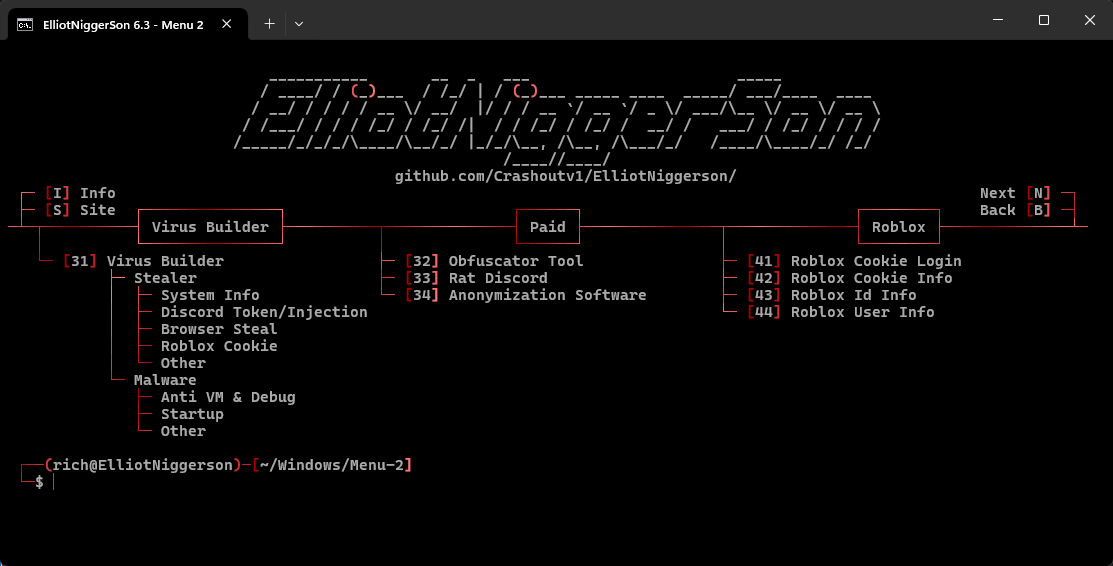 ElliotNiggerSon 6.3 - Menu 2
ElliotNiggerSon
github.com/Crashoutv1/ElliotNiggerson/
[I] Info
Next [N]
[S] Site
Back [B]
Virus Builder
Paid
Roblox
[31] Virus Builder
[32] Obfuscator Tool
[41] Roblox Cookie Login
Stealer
[33] Rat Discord
[42] Roblox Cookie Info
System Info
[34] Anonymization Software
[43] Roblox Id Info
Discord Token/Injection
[44] Roblox User Info
Browser Steal
Roblox Cookie
Other
Malware
Anti VM & Debug
Startup
Other
(rich@ElliotNiggerson)-[~/Windows/Menu-2]
$